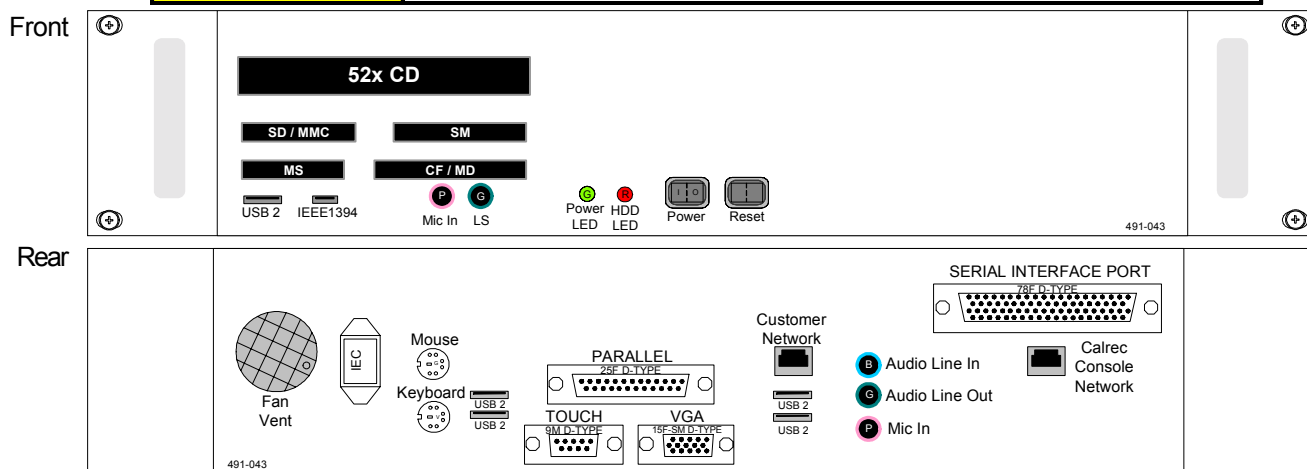 Front
52x CD
SD / MMC
SM
MS
CF / MD
P
G
G
R
I O
USB 2
IEEE1394
Mic In
LS
Power
LED
HDD
LED
Power
Reset
491-043
Rear
SERIAL INTERFACE PORT
78F D-TYPE
Customer
Network
Calrec
Console
Network
Mouse
G
IEC
PARALLEL
25F D-TYPE
B
Audio Line In
Keyboard
V
USB 2
USB 2
USB 2
USB 2
G
Audio Line Out
Fan
Vent
TOUCH
9M D-TYPE
VGA
15F-SM D-TYPE
P
Mic In
491-043